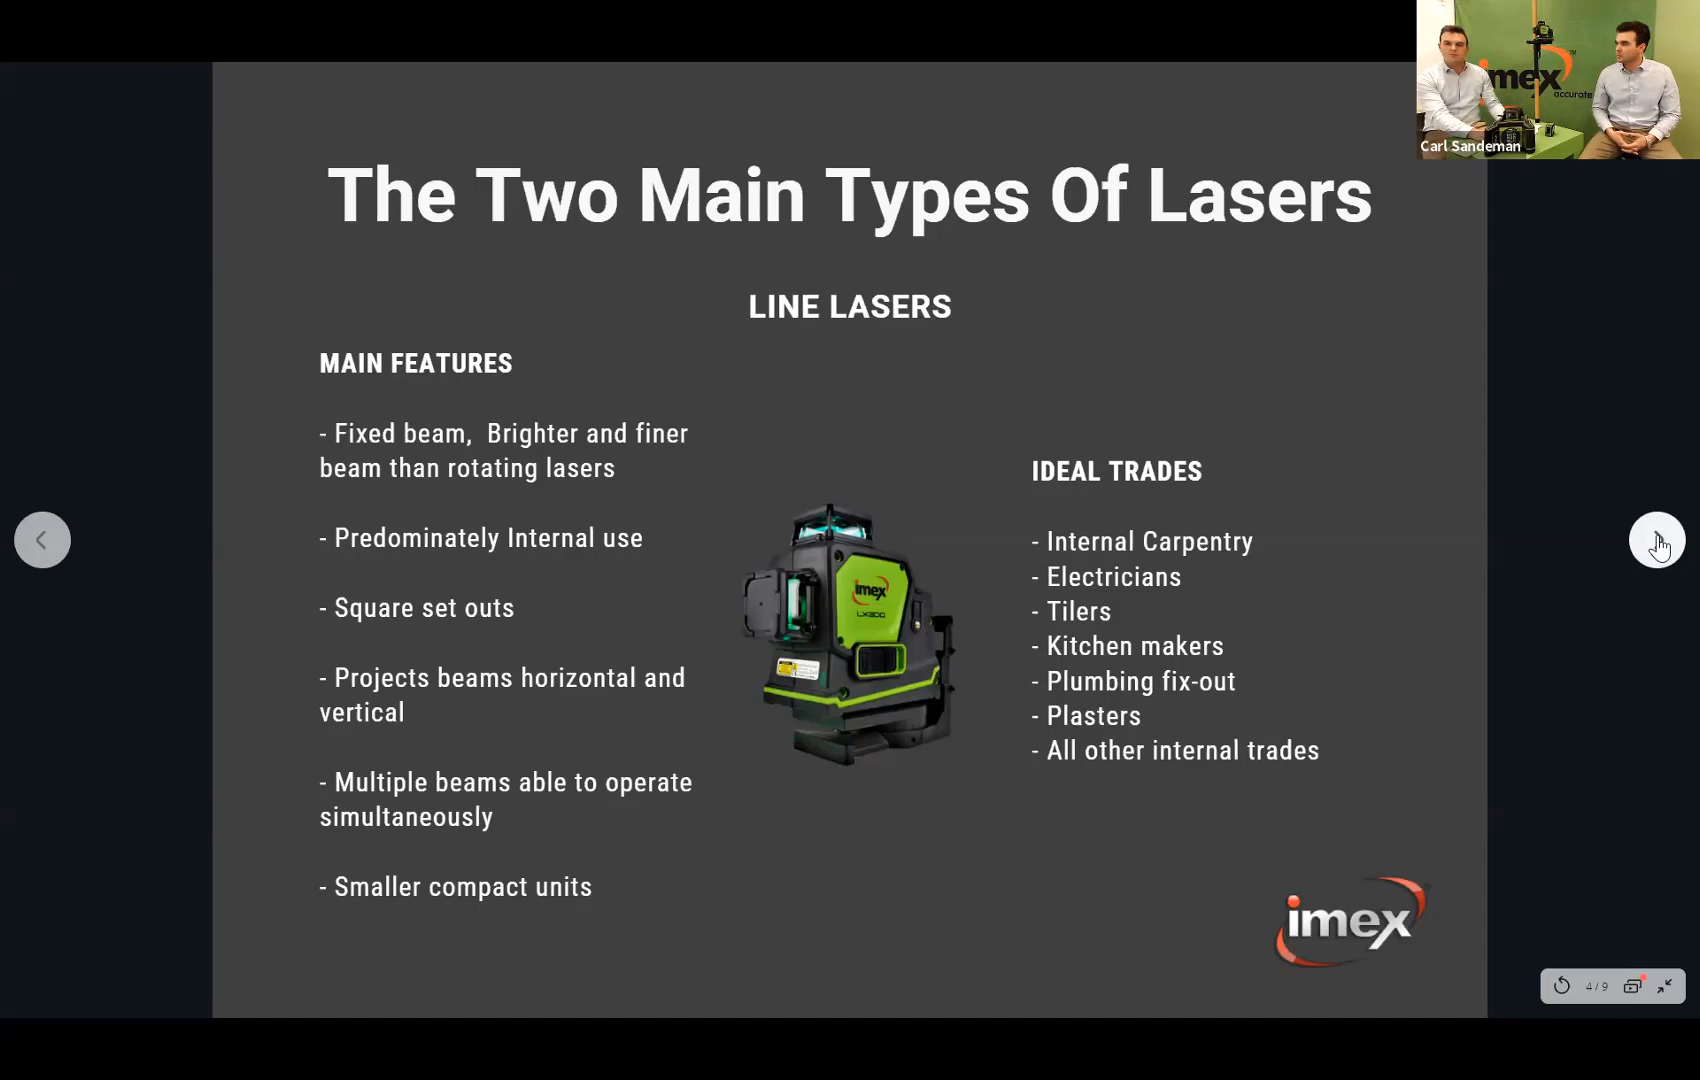 imex
accurate
Carl Sandeman
The Two Main Types Of Lasers
LINE LASERS
MAIN FEATURES
- Fixed beam, Brighter and finer
beam than rotating lasers
- Predominately Internal use
- Square set outs
- Projects beams horizontal and
vertical
- Multiple beams able to operate
simultaneously
- Smaller compact units
imex
LX3DG
IDEAL TRADES
- Internal Carpentry
- Electricians
- Tilers
- Kitchen makers
- Plumbing fix-out
- Plasters
- All other internal trades
imex
4 / 9